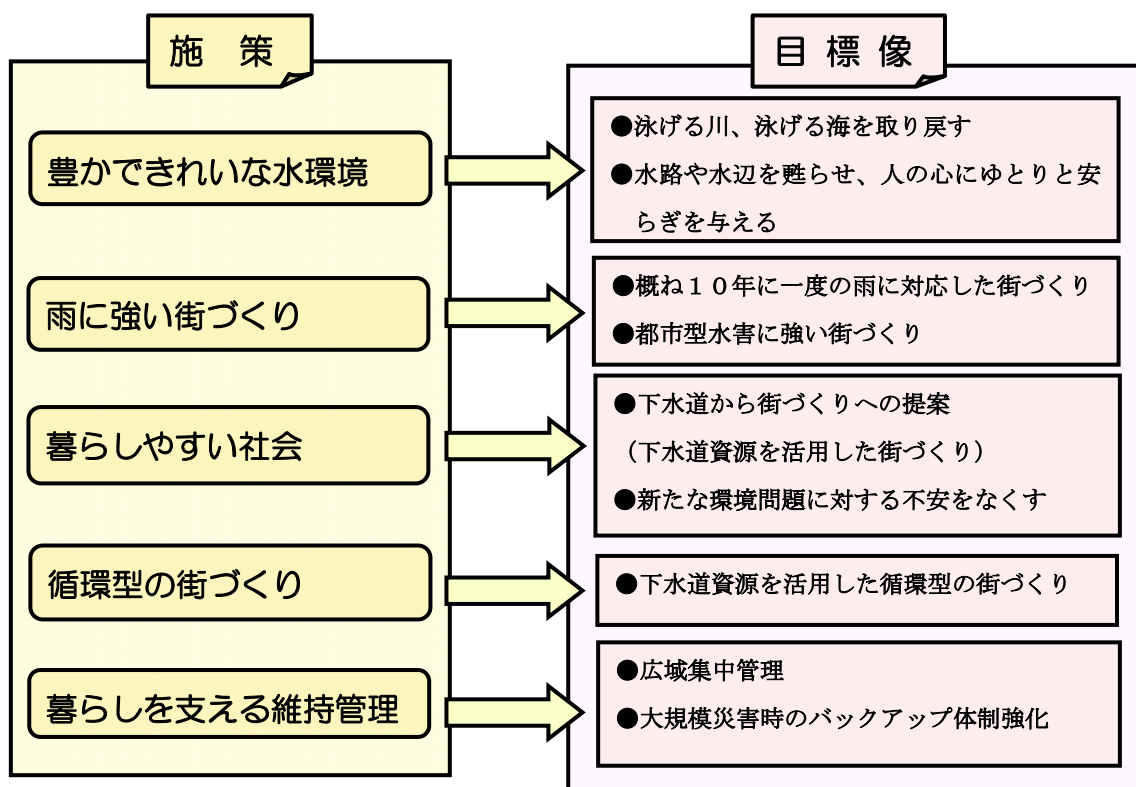 施　策
目 標 像
豊かできれいな水環境
●泳げる川、泳げる海を取り戻す
●水路や水辺を甦らせ、人の心にゆとりと安
らぎを与える
雨に強い街づくり
●概ね１０年に一度の雨に対応した街づくり
●都市型水害に強い街づくり
暮らしやすい社会
●下水道から街づくりへの提案
（下水道資源を活用した街づくり）
●新たな環境問題に対する不安をなくす
循環型の街づくり
●下水道資源を活用した循環型の街づくり
暮らしを支える維持管理
●広域集中管理
●大規模災害時のバックアップ体制強化